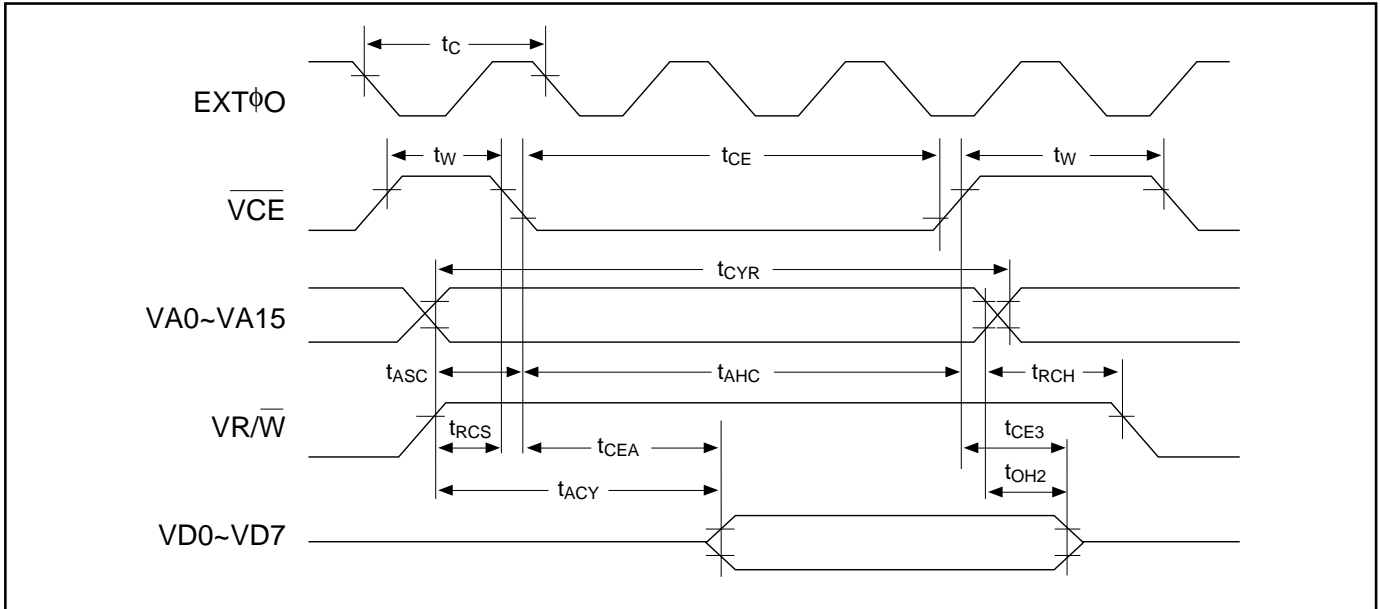 tC
EXTϕO
tW
tCE
tW
V̅C̅E̅
tCYR
VA0~VA15
tASC
tAHC
tRCH
VR/W̅
tRCS
tCEA
tCE3
tACY
tOH2
VD0~VD7